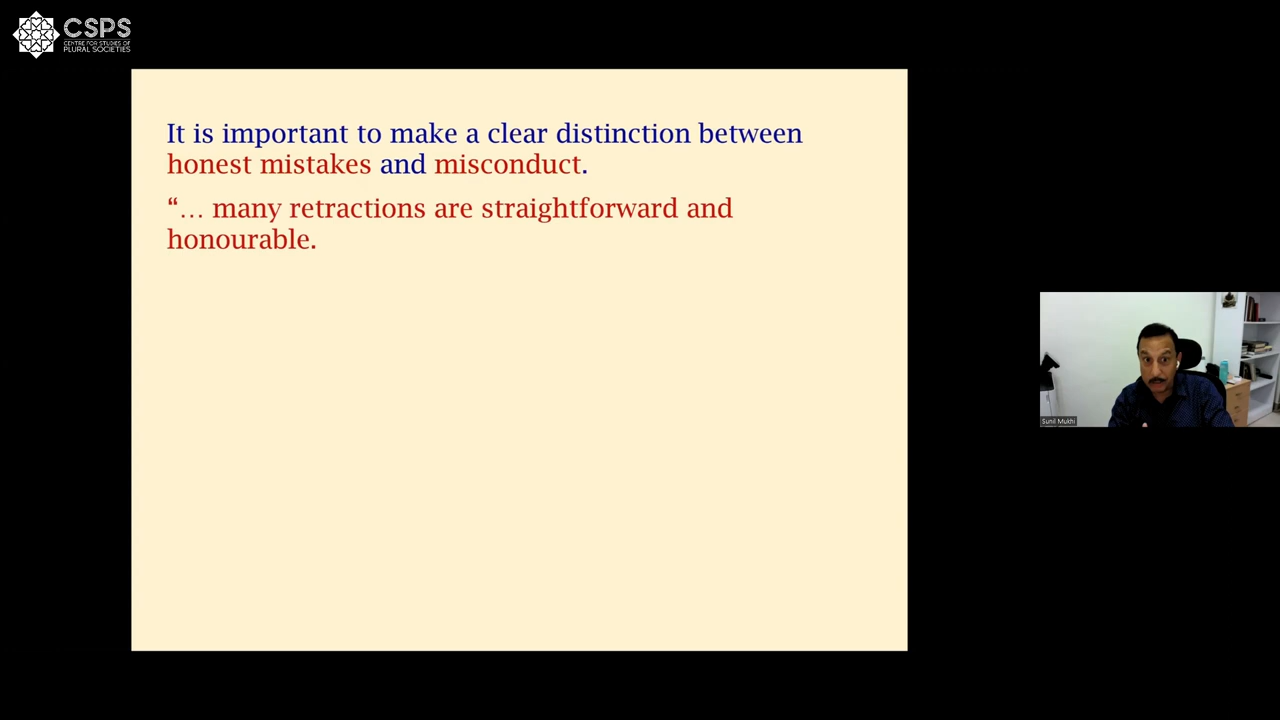 CSPS
CENTRE FOR STUDIES OF
PLURAL SOCIETIES
It is important to make a clear distinction between
honest mistakes and misconduct.
“… many retractions are straightforward and
honourable.
Sunil Mukhi